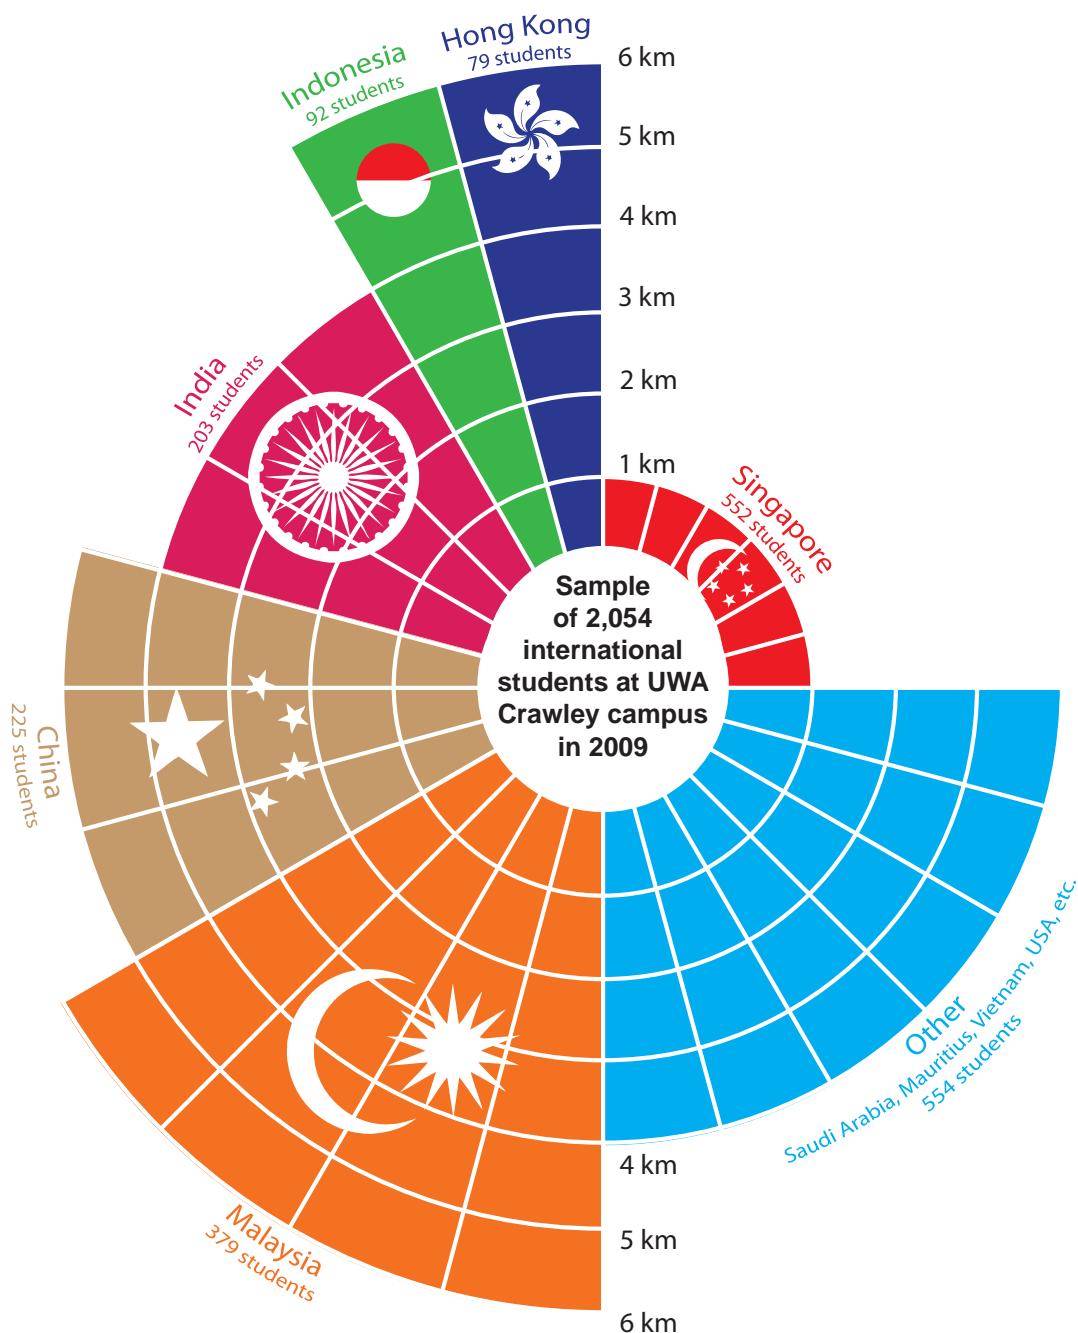 Hong Kong
79 students
Indonesia
92 students
6 km
5 km
4 km
3 km
2 km
1 km
India
203 students
Singapore
552 students
Sample
of 2,054
international
students at UWA
Crawley campus
in 2009
China
225 students
Other
Saudi Arabia, Mauritius, Vietnam, USA, etc.
554 students
Malaysia
379 students
4 km
5 km
6 km